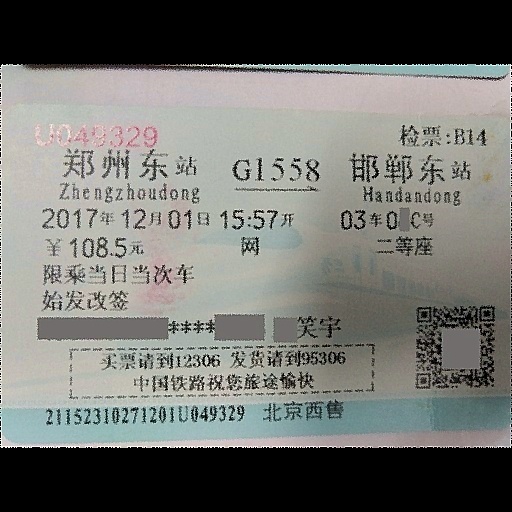 U049329 检票:B14
郑州东站 G1558 邯郸东站
Zhengzhoudong Handandong
2017年12月01日 15:57开 03车0 C号
￥108.5元 网 二等座
限乘当日当次车
始发改签
**** 笑宇
买票请到12306 发货请到95306
中国铁路祝您旅途愉快
21152310271201U049329 北京西售